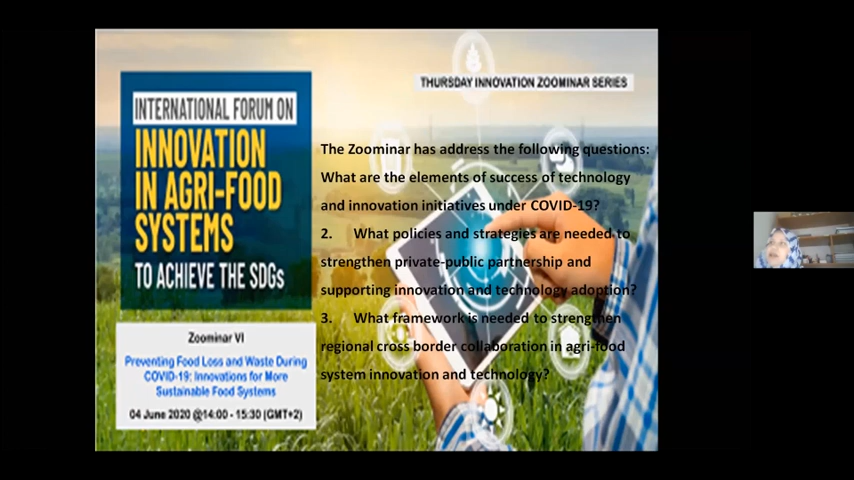 THURSDAY INNOVATION ZOOMINAR SERIES
INTERNATIONAL FORUM ON
INNOVATION
IN AGRI-FOOD
SYSTEMS
TO ACHIEVE THE SDGs
Zoominar VI
Preventing Food Loss and Waste During
COVID-19: Innovations for More
Sustainable Food Systems
04 June 2020 @14:00 - 15:30 (GMT+2)
The Zoominar has address the following questions:
What are the elements of success of technology
and innovation initiatives under COVID-19?
2. What policies and strategies are needed to
strengthen private-public partnership and
supporting innovation and technology adoption?
3. What framework is needed to strengthen
regional cross border collaboration in agri-food
system innovation and technology?